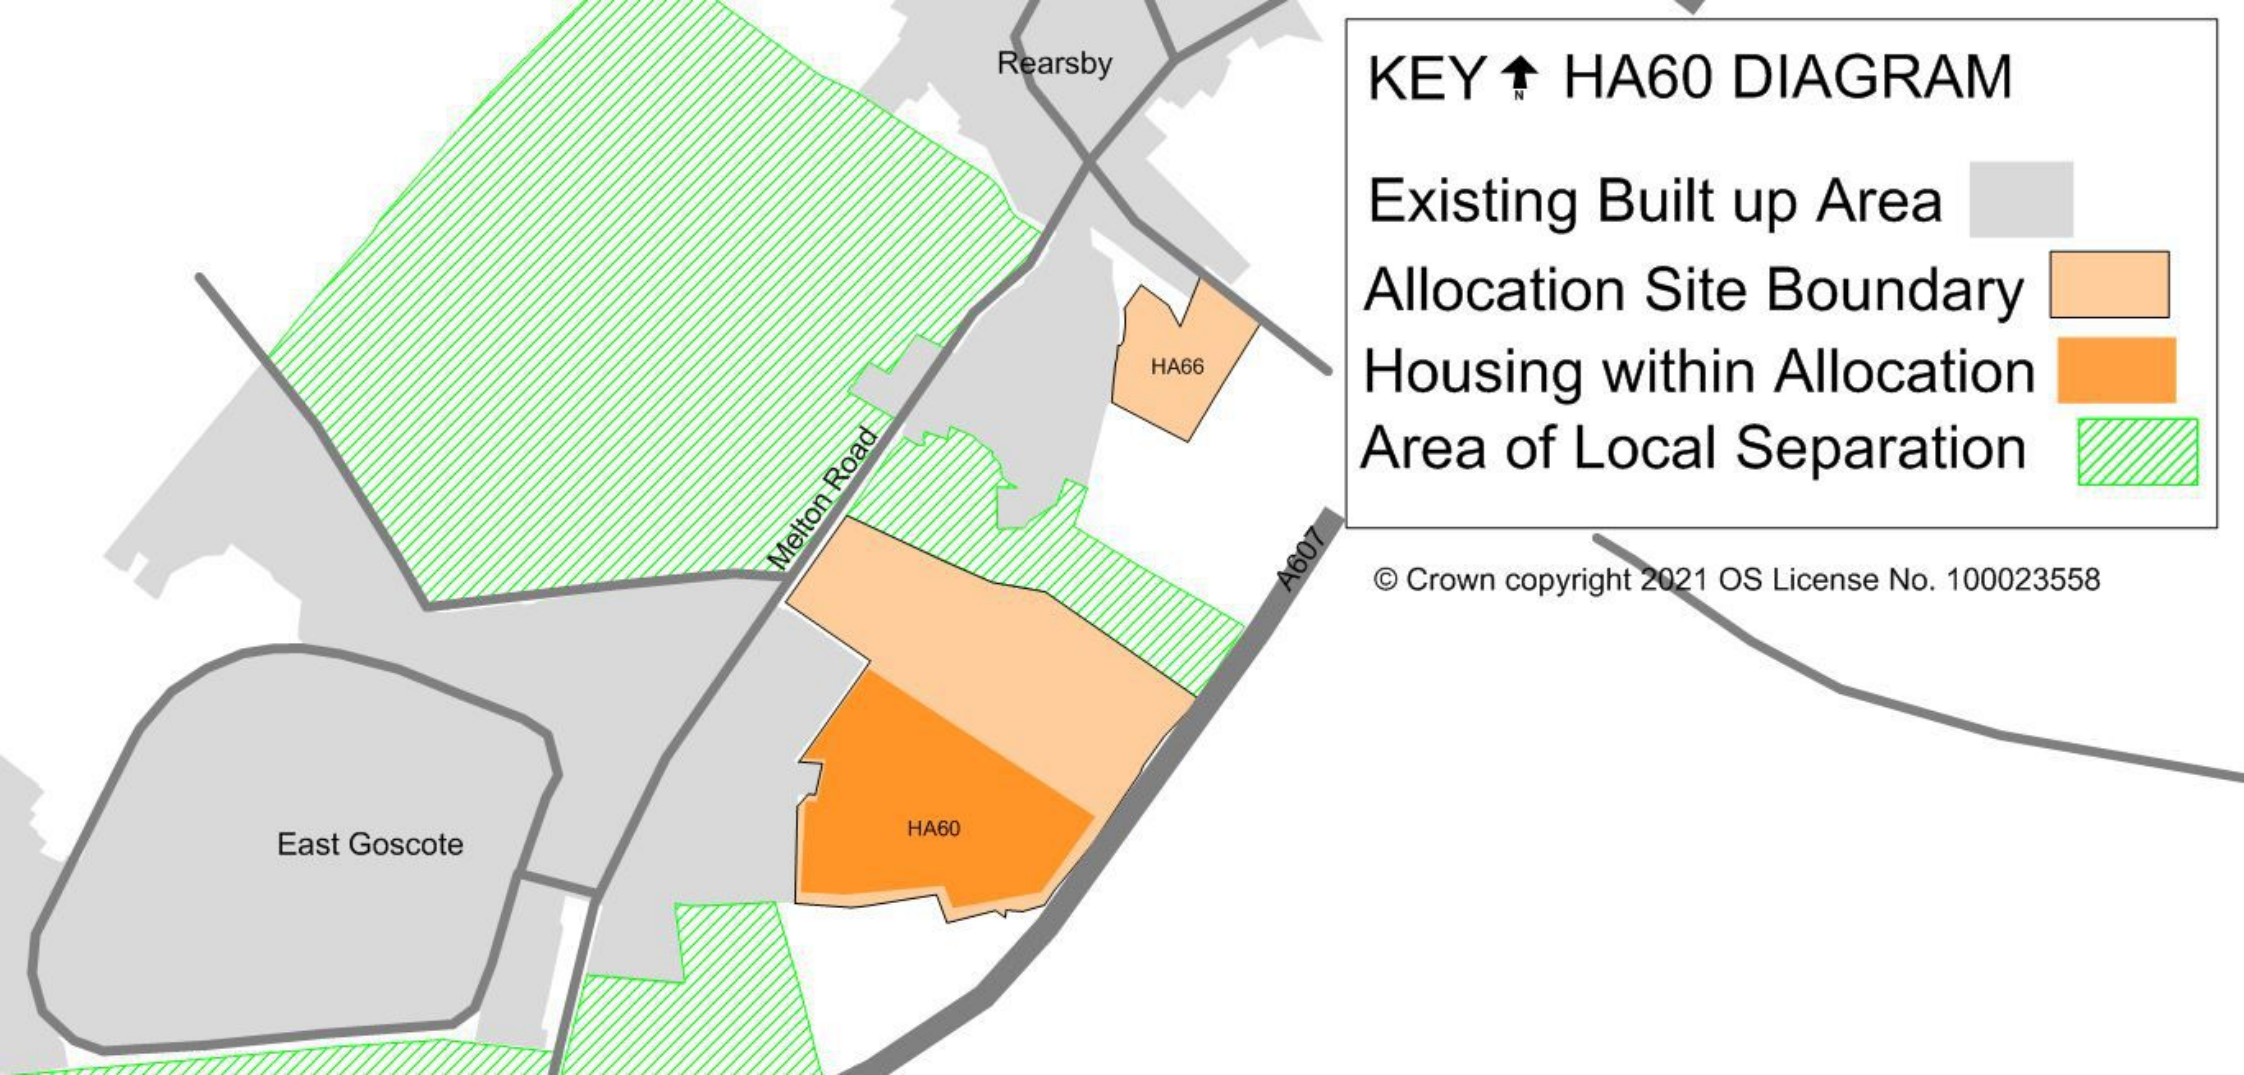 Rearsby
KEY N HA60 DIAGRAM
Existing Built up Area
Allocation Site Boundary
Housing within Allocation
Area of Local Separation
HA66
Melton Road
A607
© Crown copyright 2021 OS License No. 100023558
HA60
East Goscote